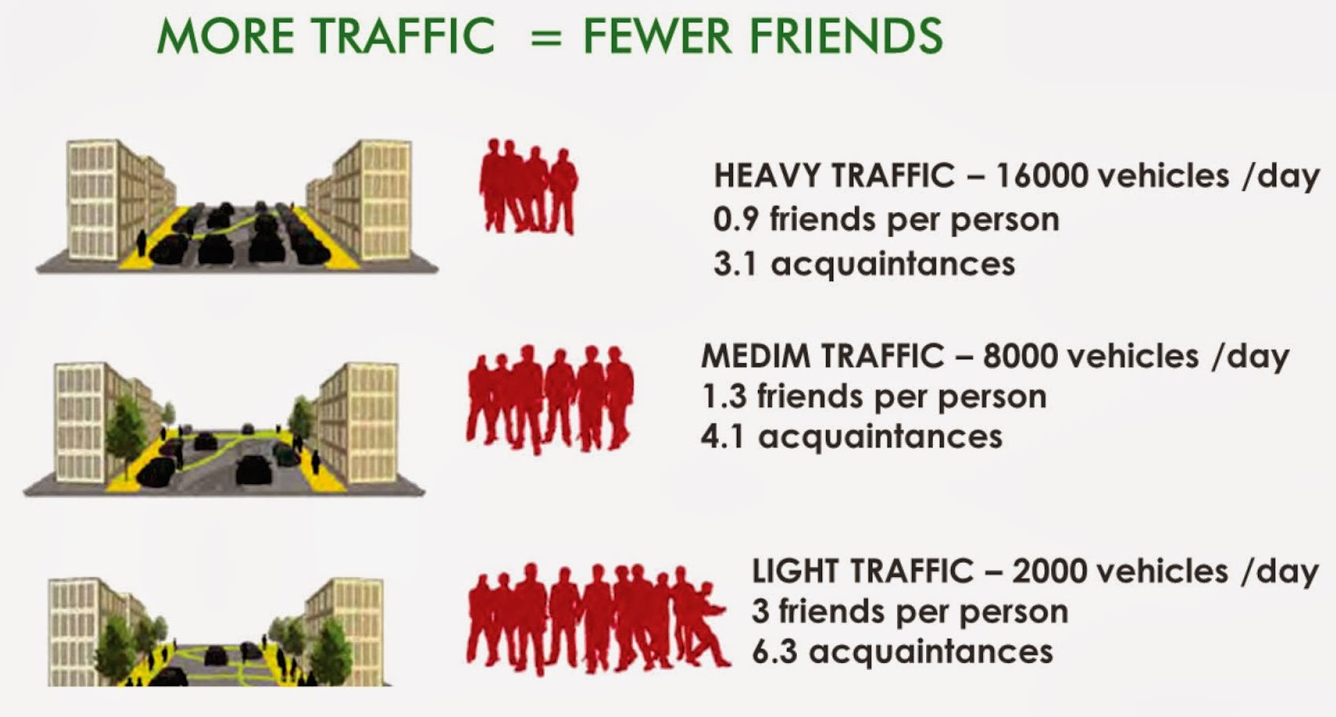 MORE TRAFFIC = FEWER FRIENDS
HEAVY TRAFFIC – 16000 vehicles /day
0.9 friends per person
3.1 acquaintances
MEDIM TRAFFIC – 8000 vehicles /day
1.3 friends per person
4.1 acquaintances
LIGHT TRAFFIC – 2000 vehicles /day
3 friends per person
6.3 acquaintances